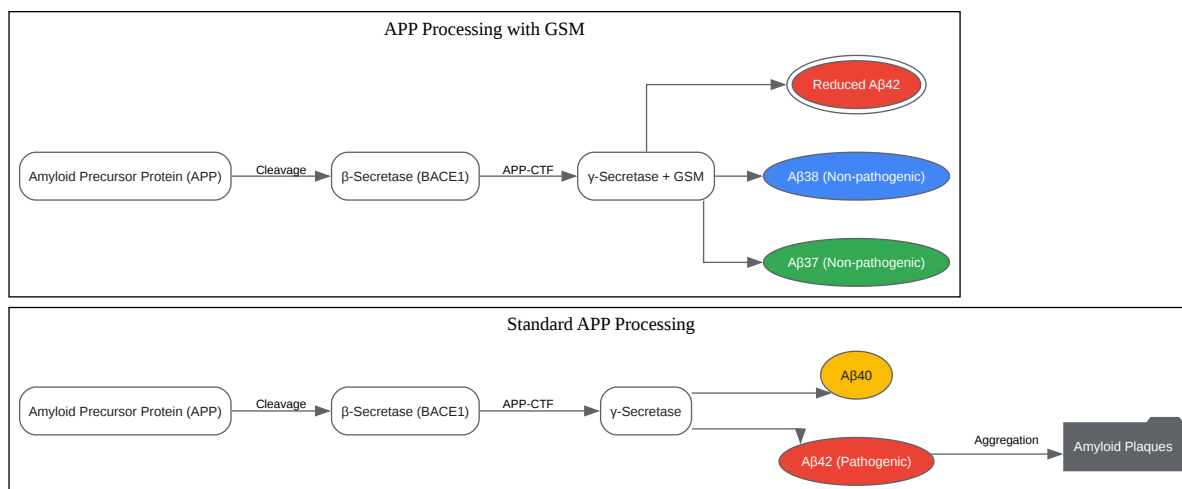 APP Processing with GSM
Reduced Aβ42
Amyloid Precursor Protein (APP)
Cleavage
β-Secretase (BACE1)
APP-CTF
γ-Secretase + GSM
Aβ38 (Non-pathogenic)
Aβ37 (Non-pathogenic)
Standard APP Processing
Aβ40
Amyloid Precursor Protein (APP)
Cleavage
β-Secretase (BACE1)
APP-CTF
γ-Secretase
Aβ42 (Pathogenic)
Aggregation
Amyloid Plaques